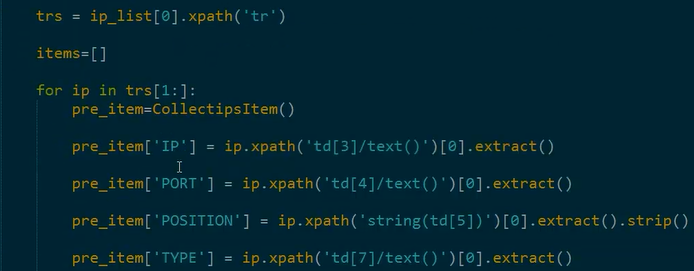 trs = ip_list[0].xpath('tr')
items=[]
for ip in trs[1:]:
pre_item=CollectipsItem()
pre_item['IP'] = ip.xpath('td[3]/text()')[0].extract()
pre_item['PORT'] = ip.xpath('td[4]/text()')[0].extract()
pre_item['POSITION'] = ip.xpath('string(td[5])')[0].extract().strip()
pre_item['TYPE'] = ip.xpath('td[7]/text()')[0].extract()